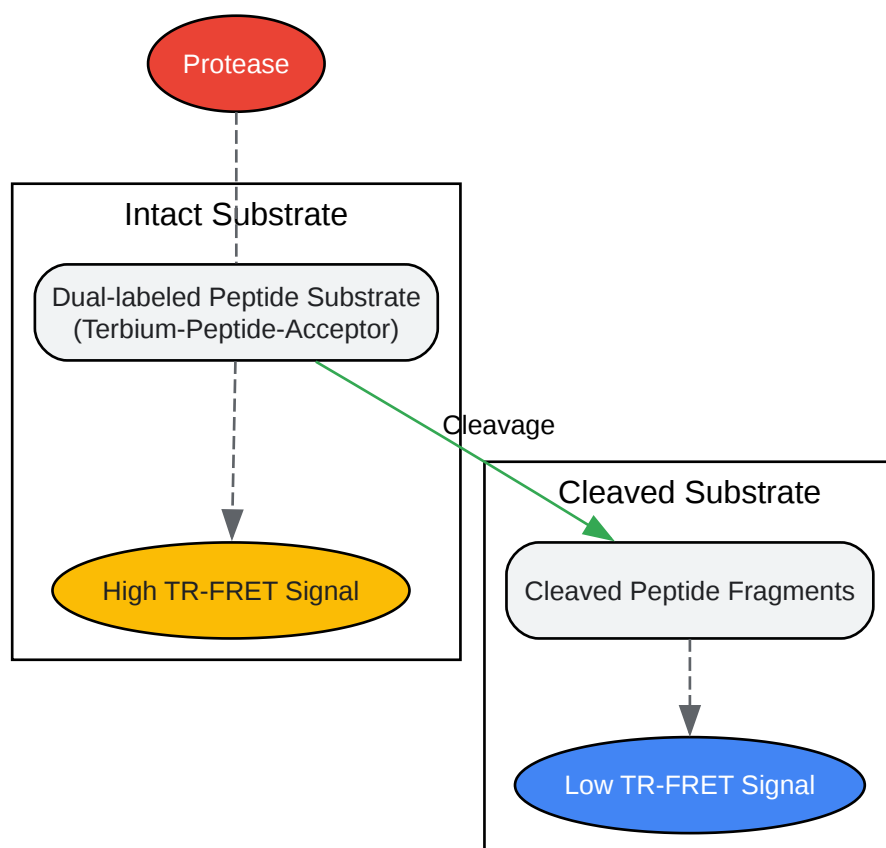 Protease
Intact Substrate
Dual-labeled Peptide Substrate
(Terbium-Peptide-Acceptor)
Cleavage
Cleaved Substrate
High TR-FRET Signal
Cleaved Peptide Fragments
Low TR-FRET Signal